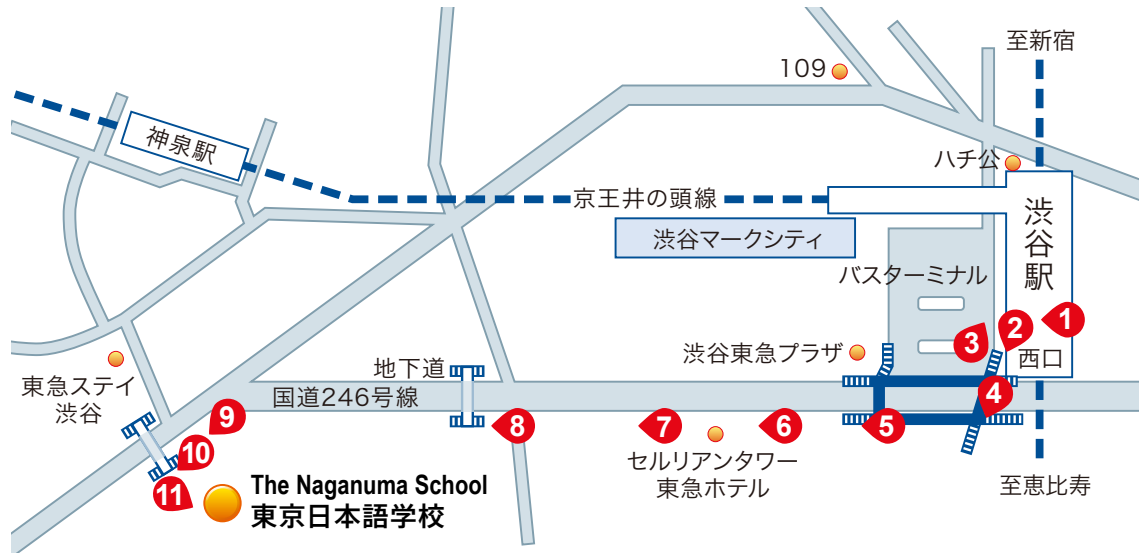 至新宿
109
神泉駅
ハチ公
京王井の頭線
渋谷マークシティ
渋谷駅
バスターミナル
1
2
3
渋谷東急プラザ
西口
東急ステイ
渋谷
地下道
国道246号線
4
5
6
7
8
9
10
11
セルリアンタワー
東急ホテル
至恵比寿
The Naganuma School
東京日本語学校